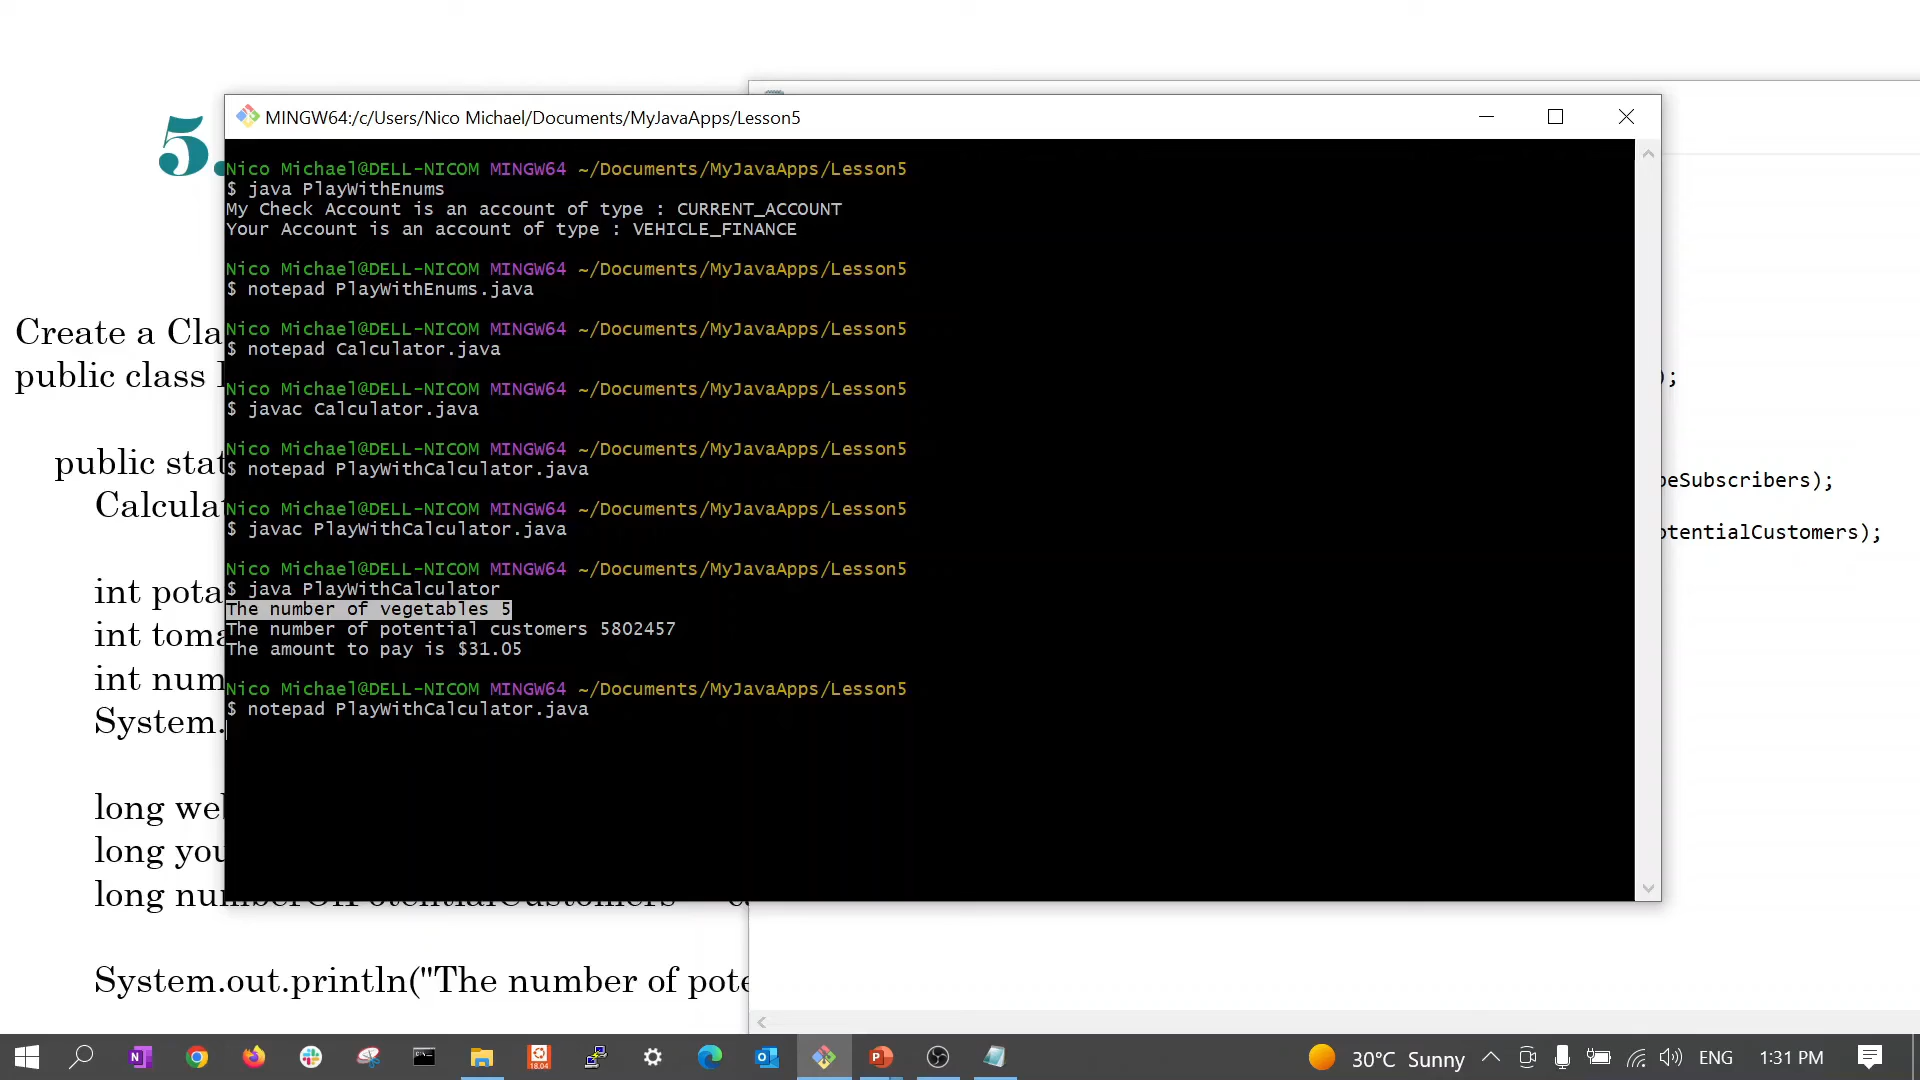 5.
MINGW64:/c/Users/Nico Michael/Documents/MyJavaApps/Lesson5
Nico Michael@DELL-NICOM MINGW64 ~/Documents/MyJavaApps/Lesson5
$ java PlayWithEnums
My Check Account is an account of type : CURRENT_ACCOUNT
Your Account is an account of type : VEHICLE_FINANCE
Nico Michael@DELL-NICOM MINGW64 ~/Documents/MyJavaApps/Lesson5
$ notepad PlayWithEnums.java
Nico Michael@DELL-NICOM MINGW64 ~/Documents/MyJavaApps/Lesson5
$ notepad Calculator.java
Nico Michael@DELL-NICOM MINGW64 ~/Documents/MyJavaApps/Lesson5
$ javac Calculator.java
Nico Michael@DELL-NICOM MINGW64 ~/Documents/MyJavaApps/Lesson5
$ notepad PlayWithCalculator.java
Nico Michael@DELL-NICOM MINGW64 ~/Documents/MyJavaApps/Lesson5
$ javac PlayWithCalculator.java
Nico Michael@DELL-NICOM MINGW64 ~/Documents/MyJavaApps/Lesson5
$ java PlayWithCalculator
The number of vegetables 5
The number of potential customers 5802457
The amount to pay is $31.05
Nico Michael@DELL-NICOM MINGW64 ~/Documents/MyJavaApps/Lesson5
$ notepad PlayWithCalculator.java
Create a Cla
public class
public stat
Calcula
int pota
int toma
int num
System.
long we
long you
long
System.out.println("The number of pote
);
beSubscribers);
otentialCustomers);
18.04
30°C Sunny
ENG
1:31 PM